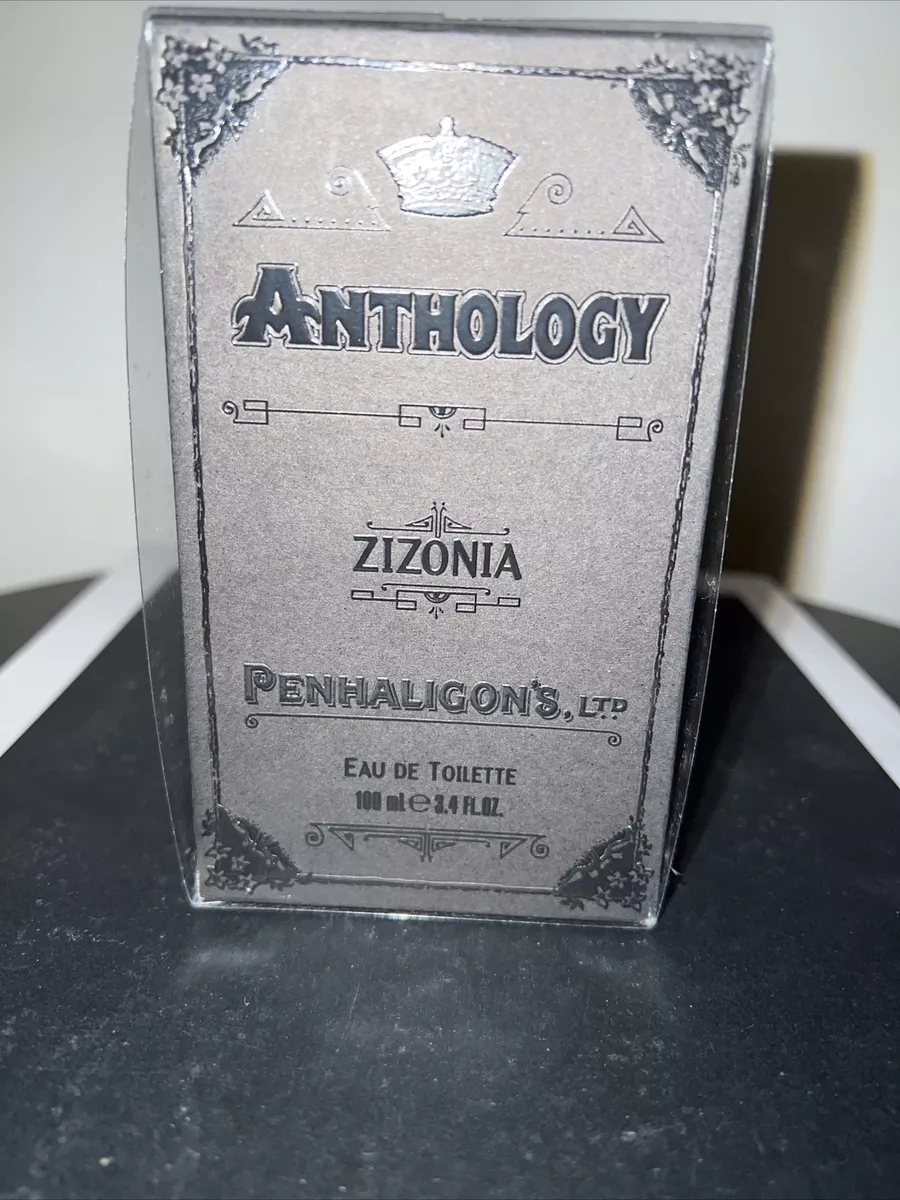 ANTHOLOGY
ZIZONIA
PENHALIGON'S, LTD
EAU DE TOILETTE
100 ml e 3.4 FL.OZ.